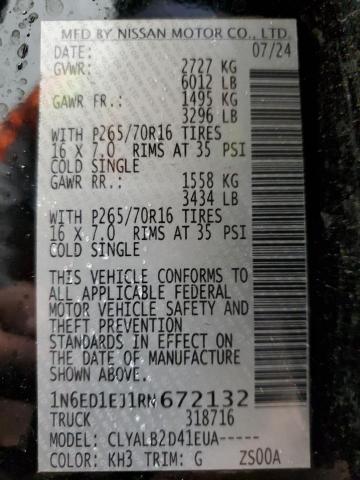 MFD BY NISSAN MOTOR CO., LTD.
DATE: 07/24
GVWR: 2727 KG
6012 LB
GAWR FR.: 1495 KG
3296 LB
WITH P265/70R16 TIRES
16 X 7.0 RIMS AT 35 PSI
COLD SINGLE
GAWR RR.: 1558 KG
3434 LB
WITH P265/70R16 TIRES
16 X 7.0 RIMS AT 35 PSI
COLD SINGLE
THIS VEHICLE CONFORMS TO
ALL APPLICABLE FEDERAL
MOTOR VEHICLE SAFETY AND
THEFT PREVENTION
STANDARDS IN EFFECT ON
THE DATE OF MANUFACTURE
SHOWN ABOVE.
1N6ED1EJ1RN672132
TRUCK 318716
MODEL: CLYALB2D41EUA-----
COLOR: KH3 TRIM: G ZS00A